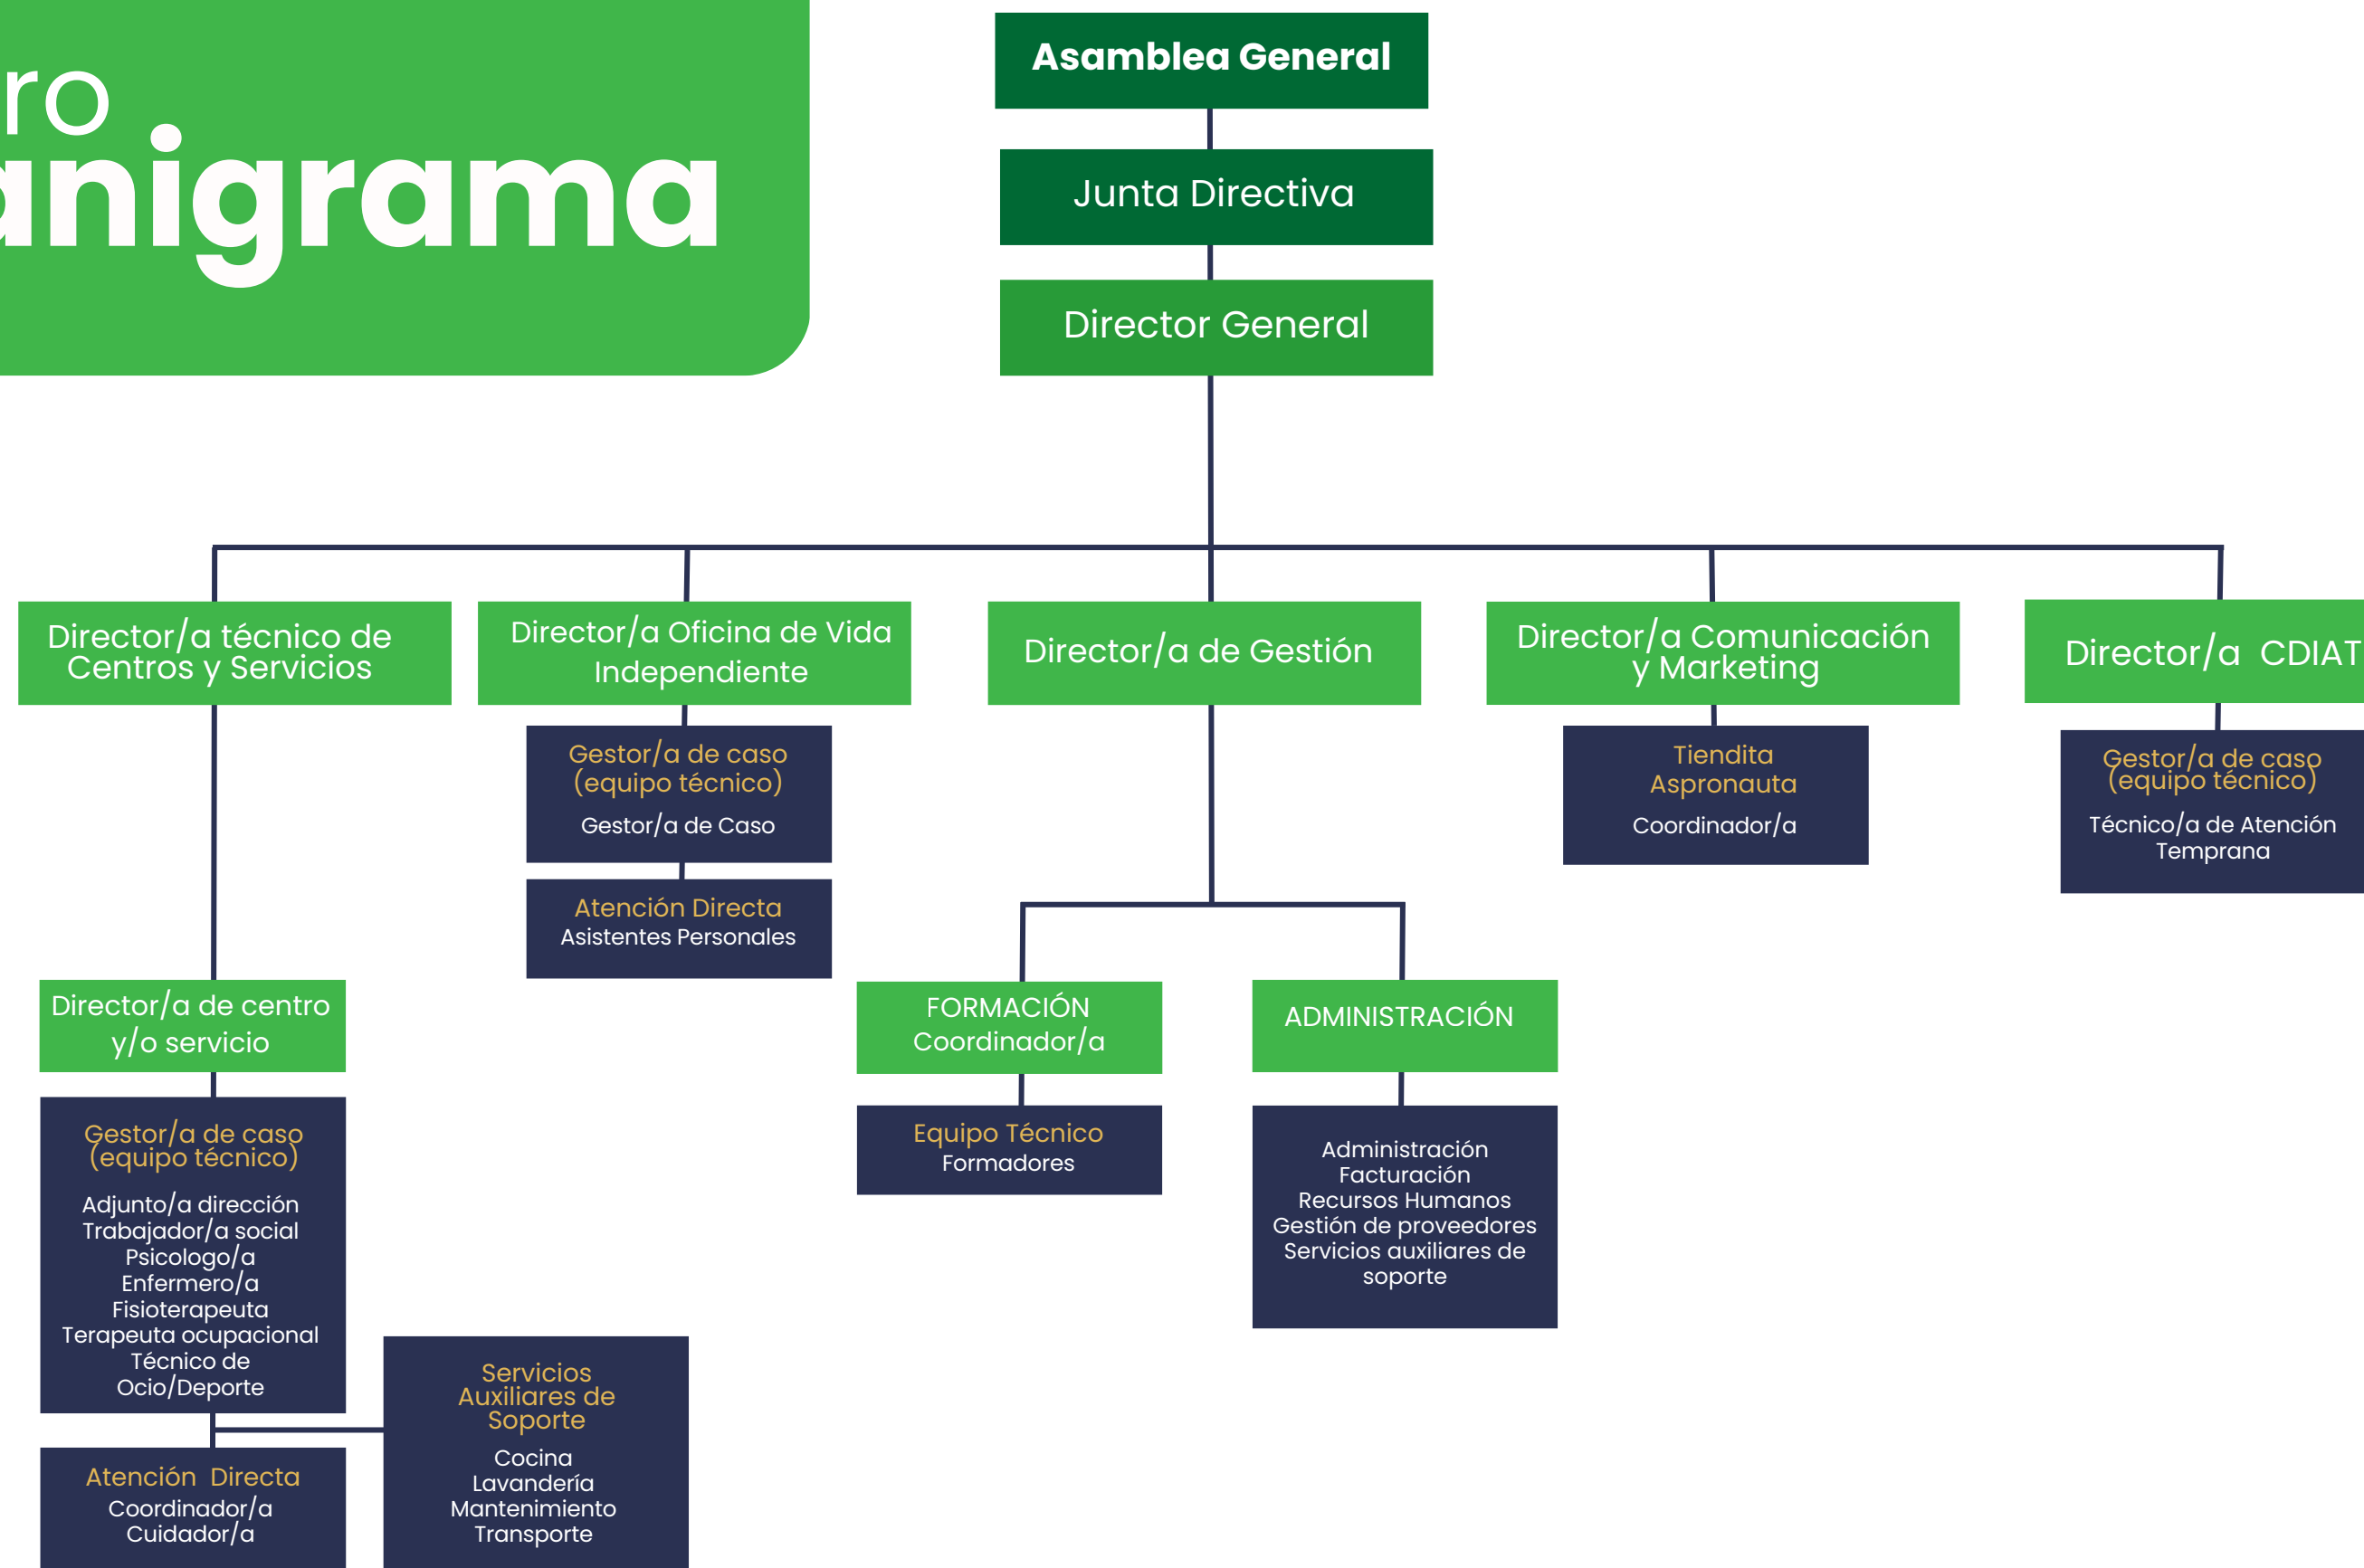 ro
anigrama
Asamblea General
Junta Directiva
Director General
Director/a técnico de
Centros y Servicios
Director/a Oficina de Vida
Independiente
Director/a de Gestión
Director/a Comunicación
y Marketing
Director/a  CDIAT
Gestor/a de caso
(equipo técnico)
Gestor/a de Caso
Atención Directa
Asistentes Personales
Tiendita
Aspronauta
Coordinador/a
Gestor/a de caso
(equipo técnico)
Técnico/a de Atención
Temprana
Director/a de centro
y/o servicio
Gestor/a de caso
(equipo técnico)
Adjunto/a dirección
Trabajador/a social
Psicologo/a
Enfermero/a
Fisioterapeuta
Terapeuta ocupacional
Técnico de
Ocio/Deporte
Atención  Directa
Coordinador/a
Cuidador/a
Servicios
Auxiliares de
Soporte
Cocina
Lavandería
Mantenimiento
Transporte
FORMACIÓN
Coordinador/a
Equipo Técnico
Formadores
ADMINISTRACIÓN
Administración
Facturación
Recursos Humanos
Gestión de proveedores
Servicios auxiliares de
soporte